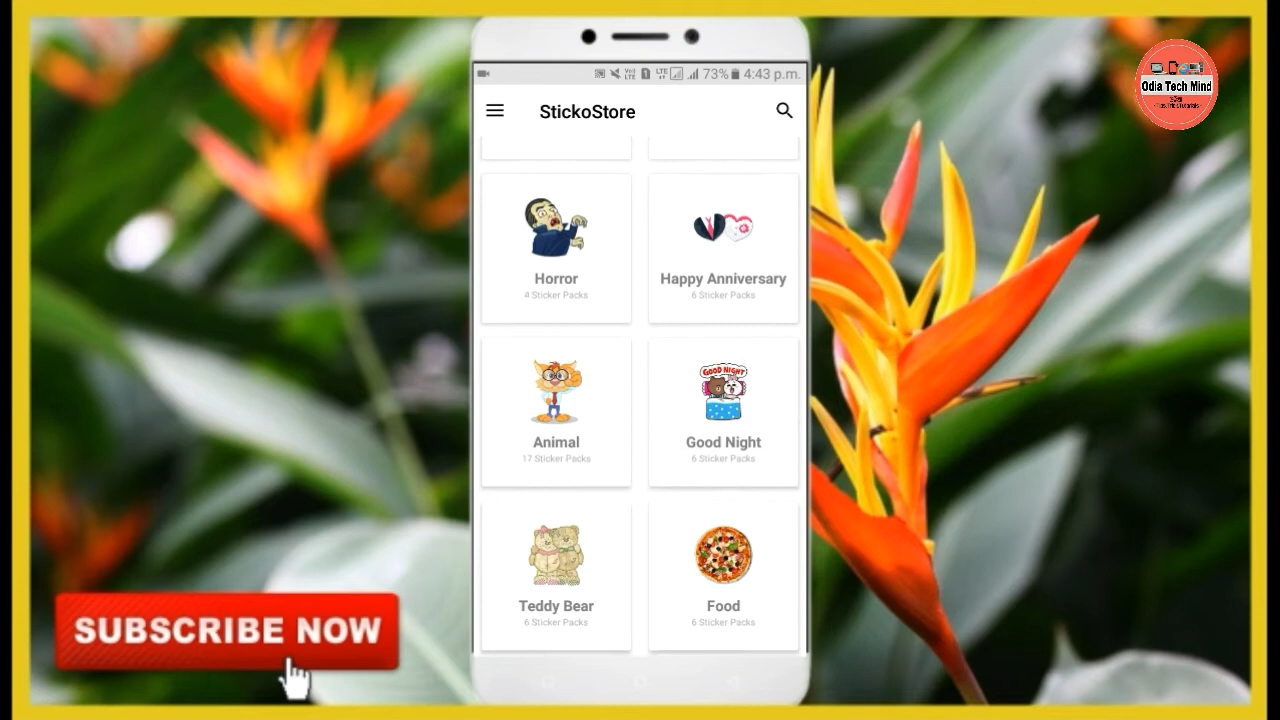 73% 4:43 p.m.
StickoStore
Horror
4 Sticker Packs
Happy Anniversary
6 Sticker Packs
Animal
17 Sticker Packs
GOOD NIGHT
Good Night
6 Sticker Packs
Teddy Bear
6 Sticker Packs
Food
6 Sticker Packs
Odia Tech Mind
SUBSCRIBE NOW